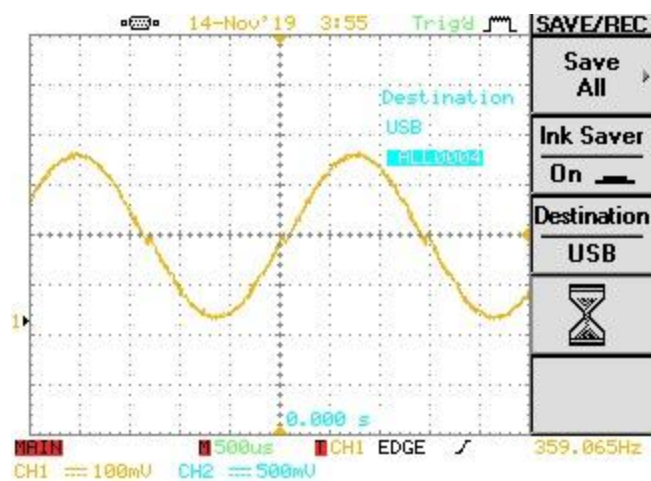 14-Nov'19 3:55 Trig'd SAVE/REC
Save
All
Destination
USB
ALL0004
Ink Saver
On
Destination
USB
1
0.000 s
MAIN M 500us T CH1 EDGE 359.065Hz
CH1 100mV CH2 500mV